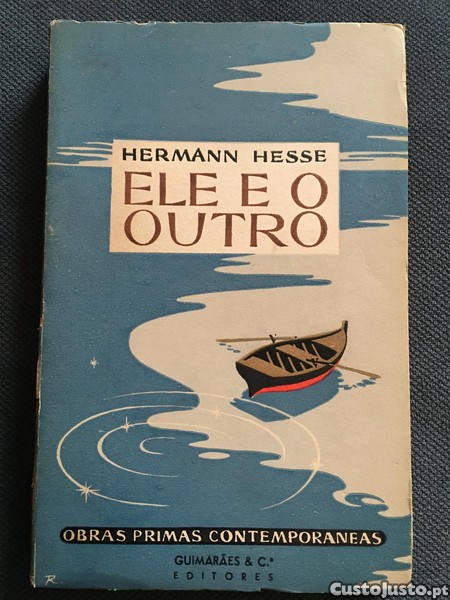 HERMANN HESSE
ELE E O
OUTRO
OBRAS PRIMAS CONTEMPORANEAS
GUIMARÃES & C.ª
EDITORES
R.
CustoJusto.pt